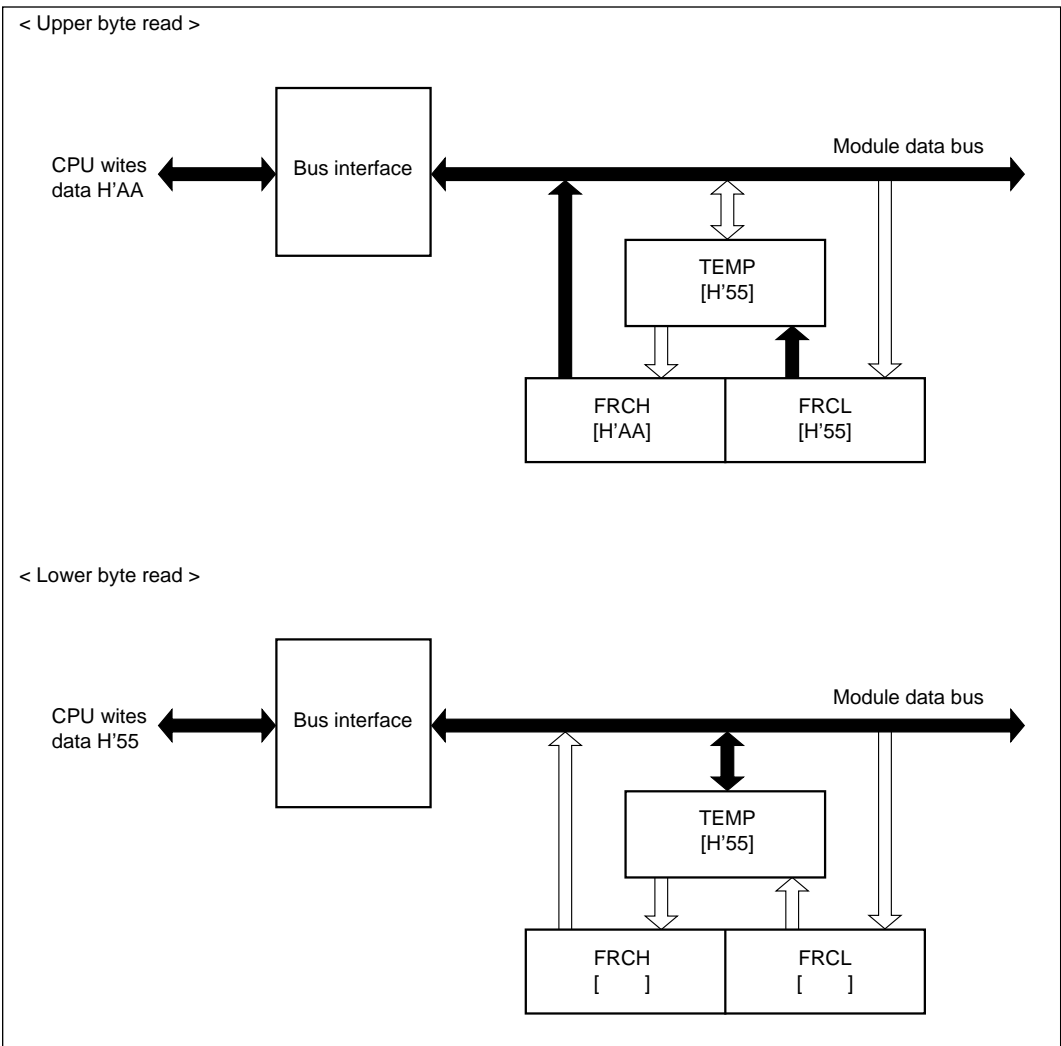 < Upper byte read >
CPU wites
data H'AA
Bus interface
Module data bus
TEMP
[H'55]
FRCH
[H'AA]
FRCL
[H'55]
< Lower byte read >
CPU wites
data H'55
Bus interface
Module data bus
TEMP
[H'55]
FRCH
[ ]
FRCL
[ ]